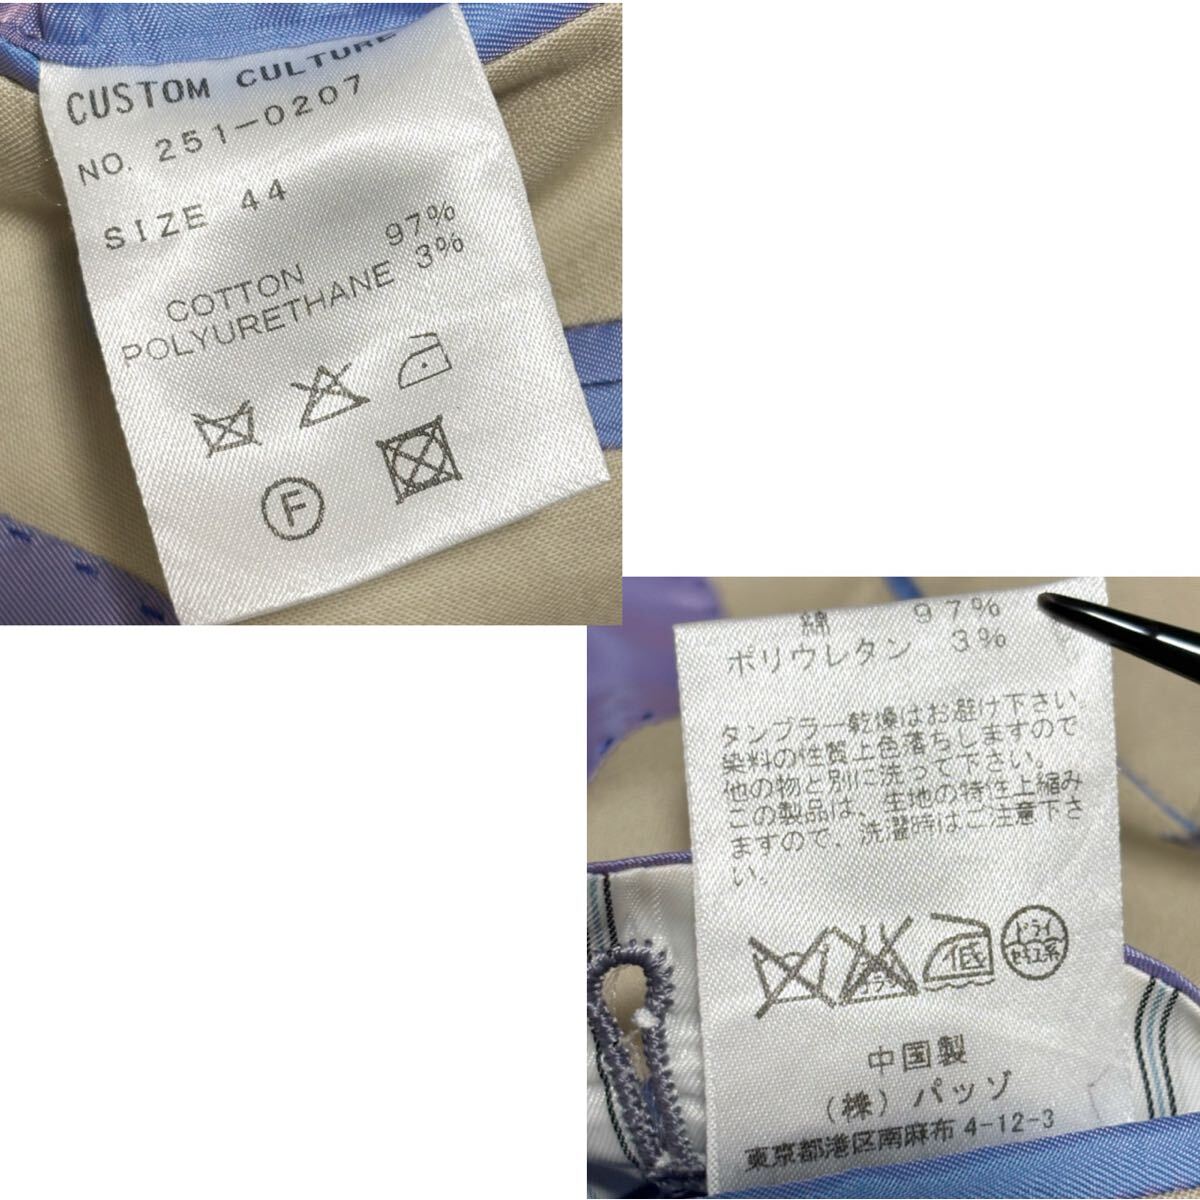 CUSTOM CULTURE
NO. 251-0207
SIZE 44
COTTON 97%
POLYURETHANE 3%
F
綿 97%
ポリウレタン 3%
タンブラー乾燥はお避け下さい
染料の性質上色落ちしますので
他の物と別に洗って下さい。
この製品は、生地の特性上縮み
ますので、洗濯時はご注意下さ
い。
低
ドライ
セキユ系
中国製
(株) パッゾ
東京都港区南麻布 4-12-3